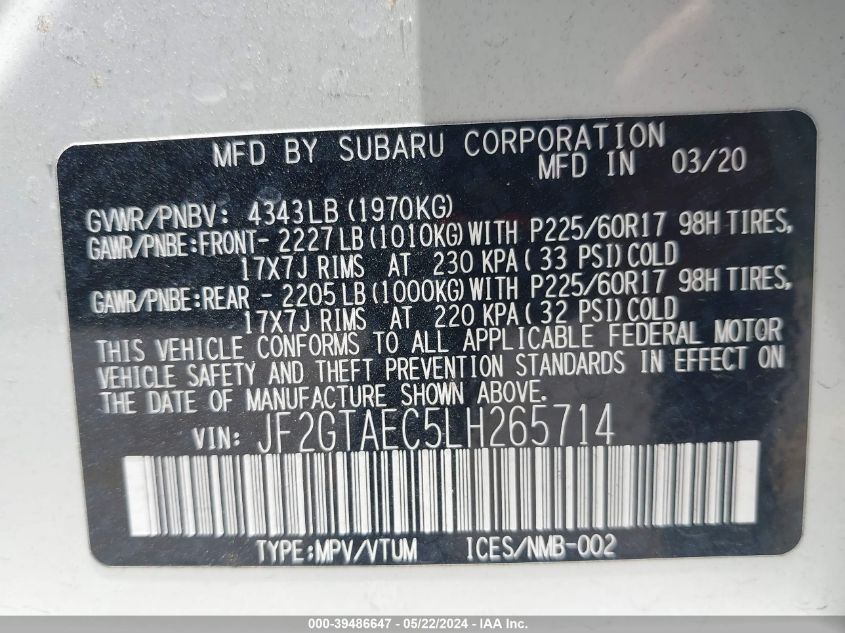 MFD BY SUBARU CORPORATION
MFD IN 03/20
GVWR/PNBV: 4343LB (1970KG)
GAWR/PNBE:FRONT- 2227LB (1010KG) WITH P225/60R17 98H TIRES,
17X7J RIMS AT 230 KPA (33 PSI) COLD
GAWR/PNBE:REAR - 2205LB (1000KG) WITH P225/60R17 98H TIRES,
17X7J RIMS AT 220 KPA (32 PSI) COLD
THIS VEHICLE CONFORMS TO ALL APPLICABLE FEDERAL MOTOR
VEHICLE SAFETY AND THEFT PREVENTION STANDARDS IN EFFECT ON
THE DATE OF MANUFACTURE SHOWN ABOVE.
VIN: JF2GTAEC5LH265714
TYPE:MPV/VTUM ICES/NMB-002
000-39486647 - 05/22/2024 - © IAA, INC.